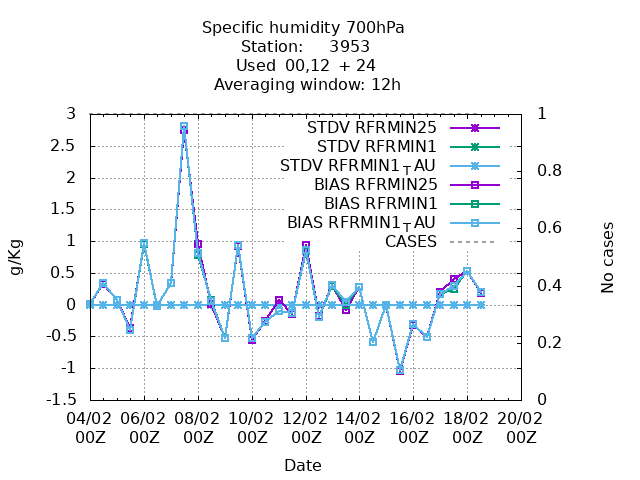 Specific humidity 700hPa
Station: 3953
Used 00,12 + 24
Averaging window: 12h
3 1
STDV RFRMIN25
STDV RFRMIN1
2.5
STDV RFRMIN1TAU
0.8
2
BIAS RFRMIN25
BIAS RFRMIN1
1.5
BIAS RFRMIN1TAU
0.6
1
CASES
g/Kg
No cases
0.5
0.4
0
-0.5
0.2
-1
-1.5 0
04/02 06/02 08/02 10/02 12/02 14/02 16/02 18/02 20/02
00Z 00Z 00Z 00Z 00Z 00Z 00Z 00Z 00Z
Date